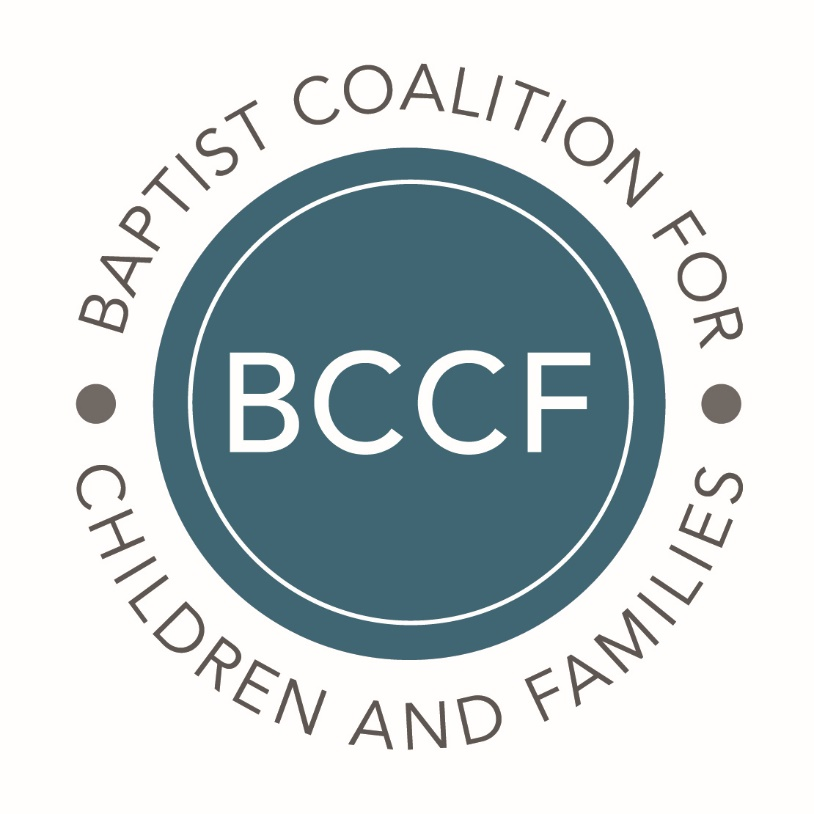 BAPTIST COALITION FOR
BCCF
CHILDREN AND FAMILIES